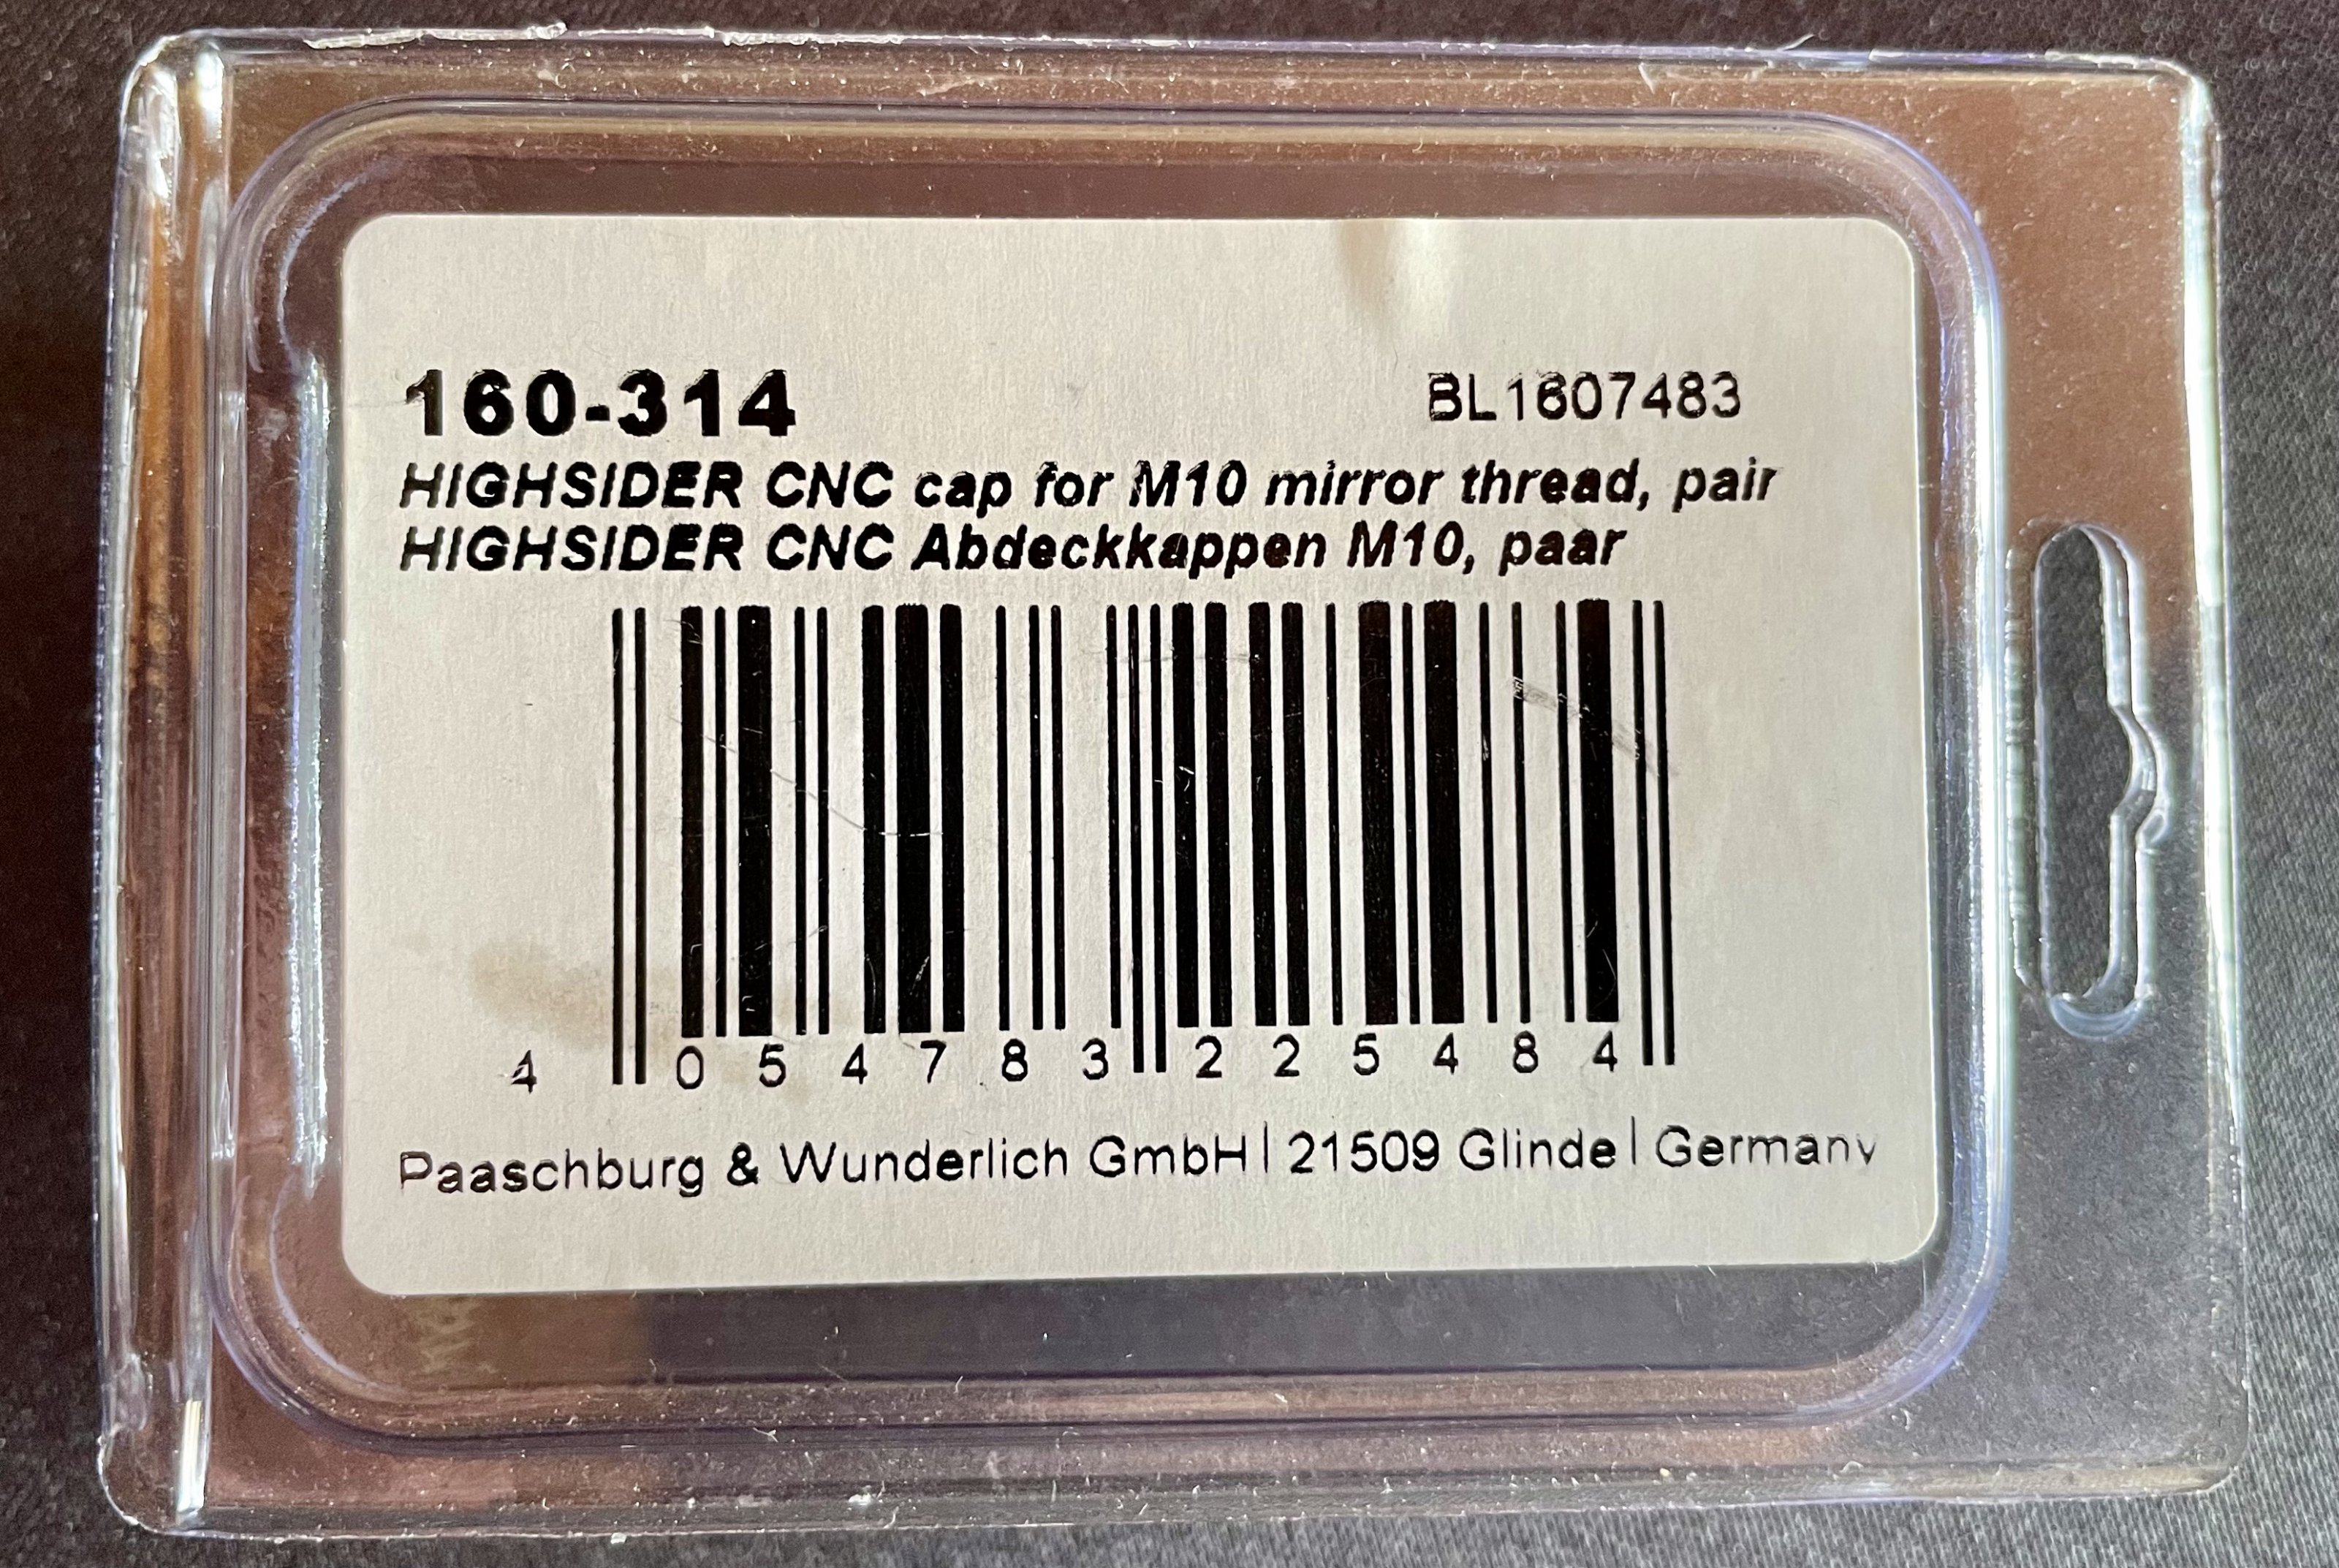 160-314 BL1607483
HIGHSIDER CNC cap for M10 mirror thread, pair
HIGHSIDER CNC Abdeckkappen M10, paar
4 054783 225484
Paaschburg & Wunderlich GmbH | 21509 Glinde | Germany